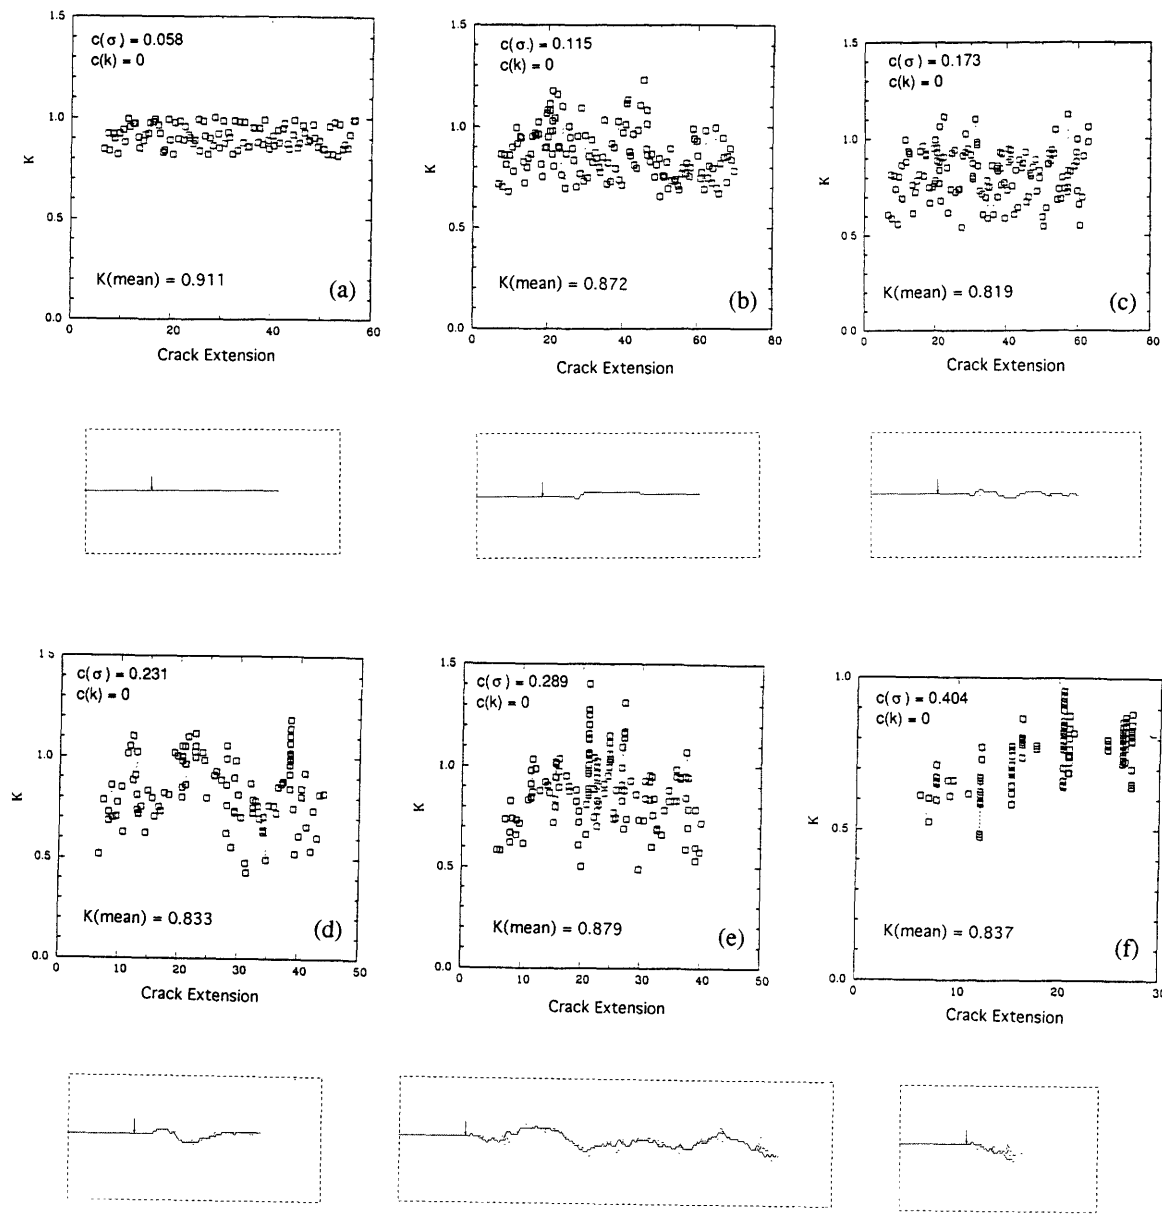 1.5
c(σ) = 0.058
c(k) = 0
1.0
K
0.5
K(mean) = 0.911
(a)
0.0
0 20 40 60
Crack Extension
1.5
c(σ.) = 0.115
c(k) = 0
1.0
K
0.5
K(mean) = 0.872
(b)
0.0
0 20 40 60 80
Crack Extension
1.5
c(σ) = 0.173
c(k) = 0
1.0
K
0.5
K(mean) = 0.819
(c)
0.0
0 20 40 60 80
Crack Extension
1.5
c(σ) = 0.231
c(k) = 0
1.0
K
0.5
K(mean) = 0.833
(d)
0.0
0 10 20 30 40 50
Crack Extension
1.5
c(σ) = 0.289
c(k) = 0
1.0
K
0.5
K(mean) = 0.879
(e)
0.0
0 10 20 30 40 50
Crack Extension
1.0
c(σ) = 0.404
c(k) = 0
K
0.5
K(mean) = 0.837
(f)
0.0
0 10 20 30
Crack Extension